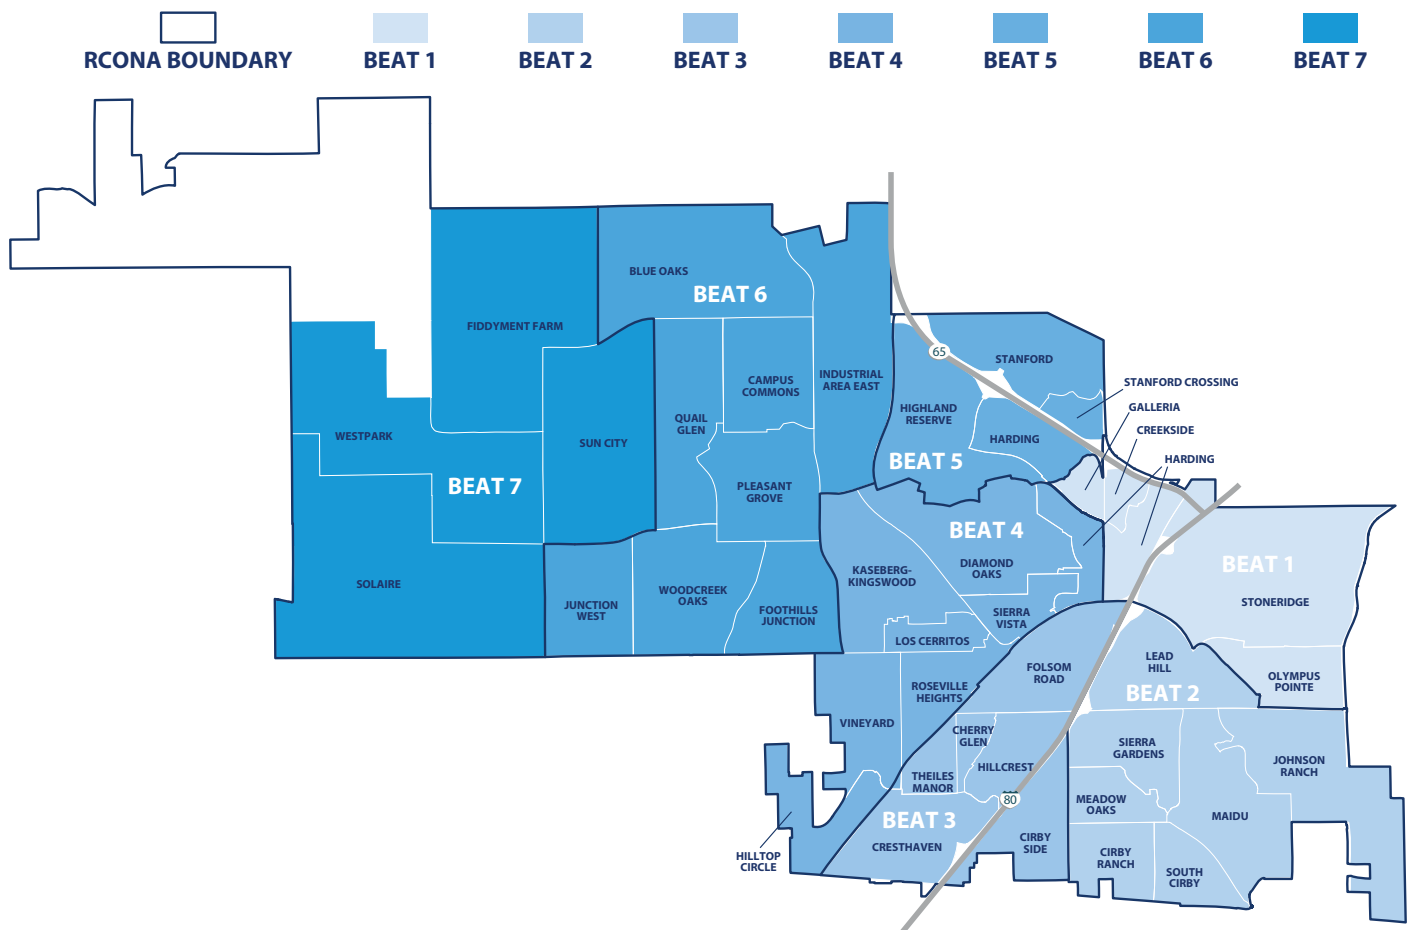 RCONA BOUNDARY
BEAT 1
BEAT 2
BEAT 3
BEAT 4
BEAT 5
BEAT 6
BEAT 7
BLUE OAKS
BEAT 6
FIDDYMENT FARM
65
STANFORD
INDUSTRIAL
AREA EAST
CAMPUS
COMMONS
STANFORD CROSSING
GALLERIA
CREEKSIDE
HARDING
HIGHLAND
RESERVE
HARDING
QUAIL
GLEN
WESTPARK
SUN CITY
BEAT 5
BEAT 7
PLEASANT
GROVE
BEAT 4
DIAMOND
OAKS
KASEBERG-
KINGSWOOD
BEAT 1
STONERIDGE
SOLAIRE
JUNCTION
WEST
WOODCREEK
OAKS
FOOTHILLS
JUNCTION
SIERRA
VISTA
LOS CERRITOS
FOLSOM
ROAD
LEAD
HILL
BEAT 2
OLYMPUS
POINTE
ROSEVILLE
HEIGHTS
VINEYARD
CHERRY
GLEN
HILLCREST
SIERRA
GARDENS
JOHNSON
RANCH
THEILES
MANOR
80
MEADOW
OAKS
MAIDU
BEAT 3
CRESTHAVEN
CIRBY
SIDE
HILLTOP
CIRCLE
CIRBY
RANCH
SOUTH
CIRBY